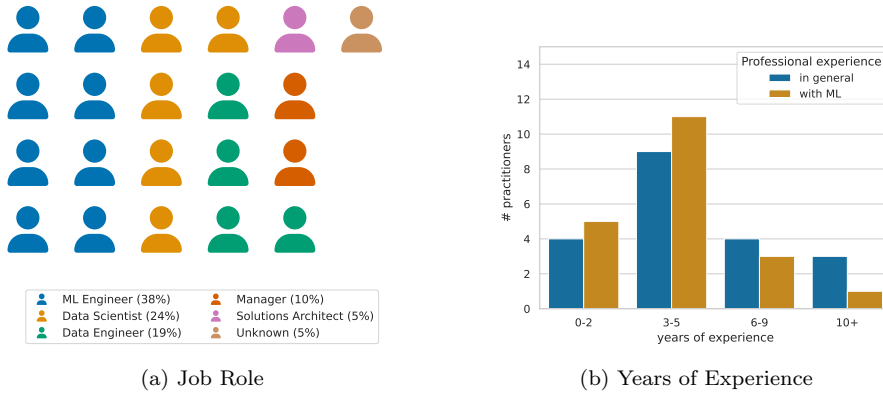 ML Engineer (38%)
Data Scientist (24%)
Data Engineer (19%)
Manager (10%)
Solutions Architect (5%)
Unknown (5%)
(a) Job Role
Professional experience
in general
with ML
# practitioners
14
12
10
8
6
4
2
0
0-2
3-5
6-9
10+
years of experience
(b) Years of Experience